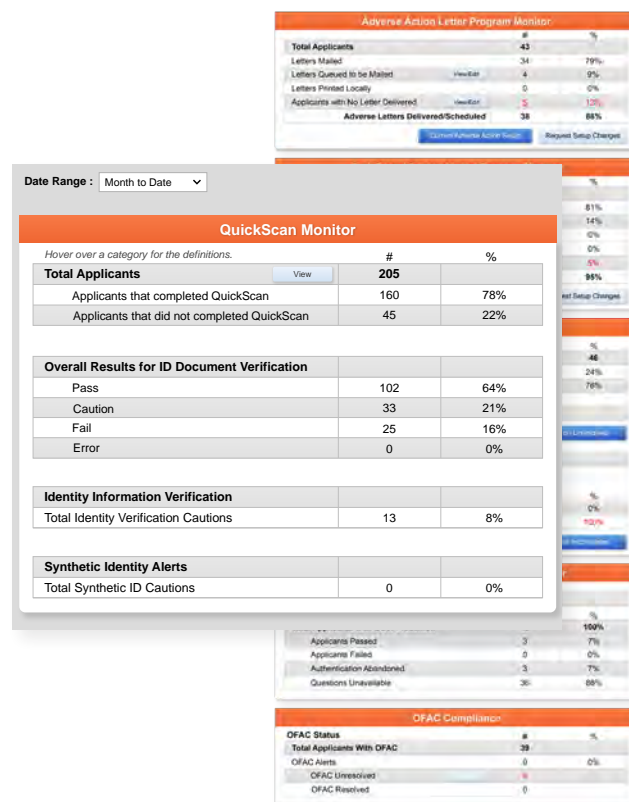 Adverse Action Letter Program Monitor
# %
Total Applicants 43
Letters Mailed 34 79%
Letters Queued to be Mailed View/Edit 4 9%
Letters Printed Locally 0 0%
Applicants with No Letter Delivered View/Edit 5 12%
Adverse Letters Delivered/Scheduled 38 88%
Current Adverse Action Result Request Setup Changes
Date Range : Month to Date
%
81%
14%
0%
0%
5%
95%
Setup Changes
QuickScan Monitor
Hover over a category for the definitions. # %
Total Applicants View 205
Applicants that completed QuickScan 160 78%
Applicants that did not completed QuickScan 45 22%
%
46
24%
76%
Overall Results for ID Document Verification
Pass 102 64%
Caution 33 21%
Fail 25 16%
Error 0 0%
Identity Information Verification
Total Identity Verification Cautions 13 8%
%
0%
100%
Synthetic Identity Alerts
Total Synthetic ID Cautions 0 0%
%
100%
Applicants Passed 3 7%
Applicants Failed 0 0%
Authentication Abandoned 3 7%
Questions Unavailable 36 86%
OFAC Compliance
OFAC Status # %
Total Applicants With OFAC 39
OFAC Alerts 0 0%
OFAC Unresolved
OFAC Resolved 0